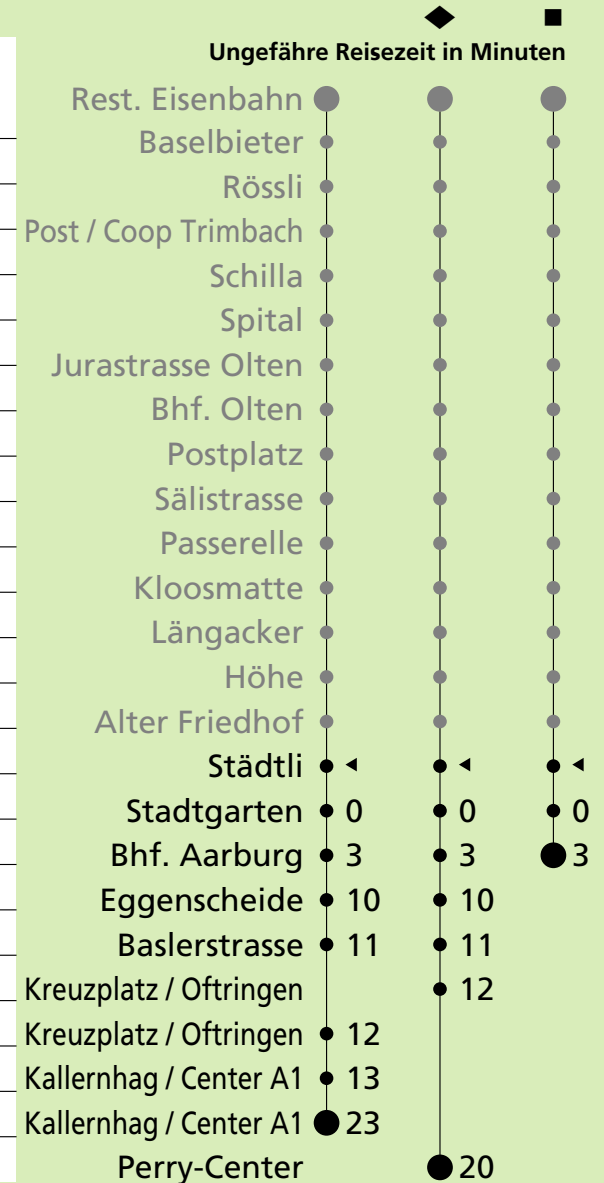 Ungefähre Reisezeit in Minuten
Rest. Eisenbahn
Baselbieter
Rössli
Post / Coop Trimbach
Schilla
Spital
Jurastrasse Olten
Bhf. Olten
Postplatz
Sälistrasse
Passerelle
Kloosmatte
Längacker
Höhe
Alter Friedhof
Städtli
Stadtgarten 0 0 0
Bhf. Aarburg 3 3 3
Eggenscheide 10 10
Baslerstrasse 11 11
Kreuzplatz / Oftringen 12
Kreuzplatz / Oftringen 12
Kallernhag / Center A1 13
Kallernhag / Center A1 23
Perry-Center 20